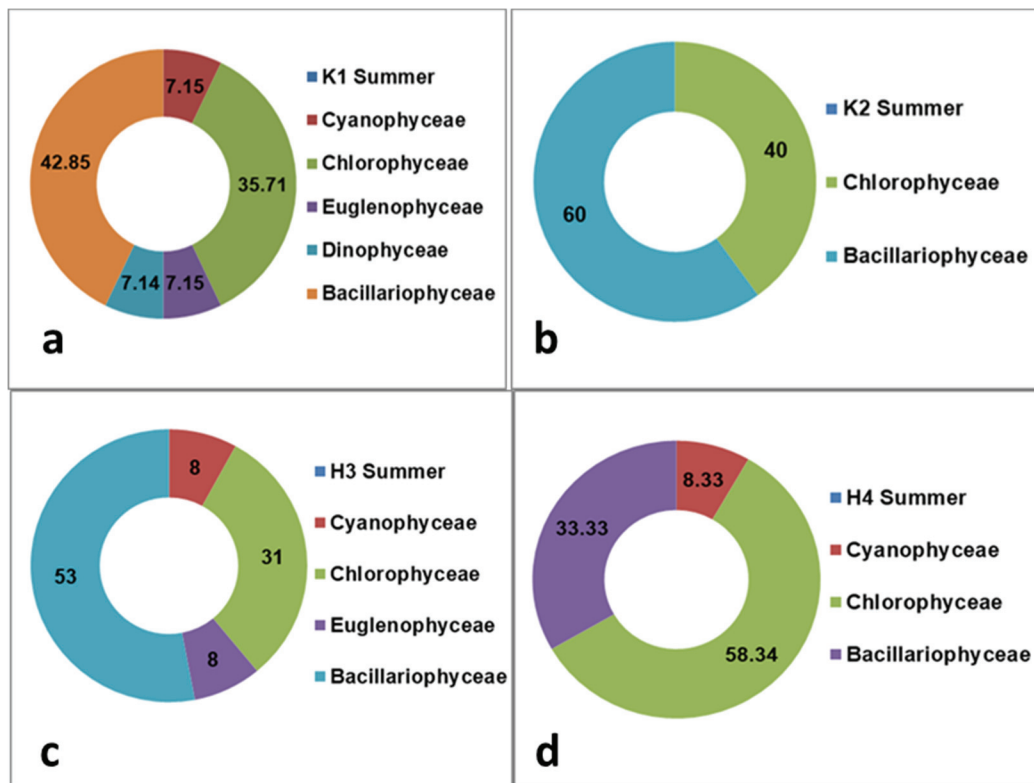 7.15
42.85
35.71
7.14
7.15
K1 Summer
Cyanophyceae
Chlorophyceae
Euglenophyceae
Dinophyceae
Bacillariophyceae
a
40
60
K2 Summer
Chlorophyceae
Bacillariophyceae
b
8
31
53
8
H3 Summer
Cyanophyceae
Chlorophyceae
Euglenophyceae
Bacillariophyceae
c
8.33
33.33
58.34
H4 Summer
Cyanophyceae
Chlorophyceae
Bacillariophyceae
d